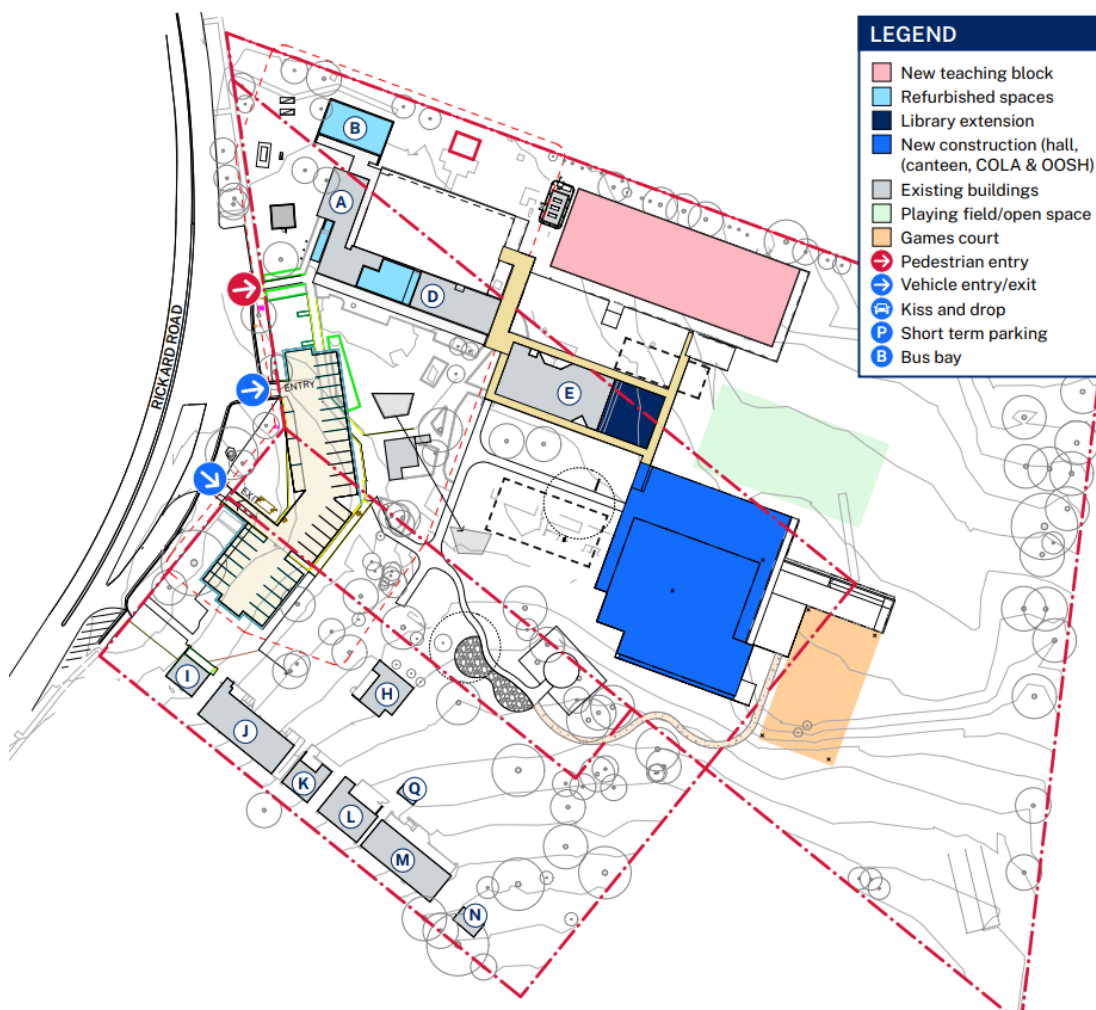 LEGEND
New teaching block
Refurbished spaces
Library extension
New construction (hall,
(canteen, COLA & OOSH)
Existing buildings
Playing field/open space
Games court
Pedestrian entry
Vehicle entry/exit
Kiss and drop
P Short term parking
B Bus bay
B
A
D
E
RICKARD ROAD
ENTRY
EXIT
I
H
J
K
Q
L
M
N